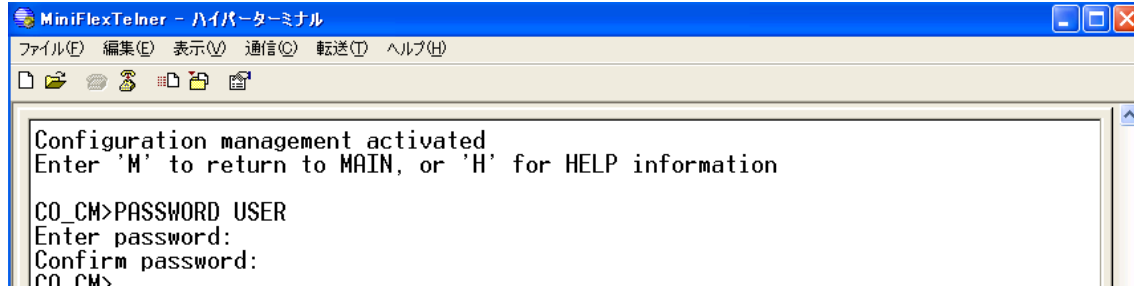 MiniFlexTelner - ハイパーターミナル
ファイル(F) 編集(E) 表示(V) 通信(C) 転送(T) ヘルプ(H)
Configuration management activated
Enter 'M' to return to MAIN, or 'H' for HELP information
CO_CM>PASSWORD USER
Enter password:
Confirm password:
CO_CM>